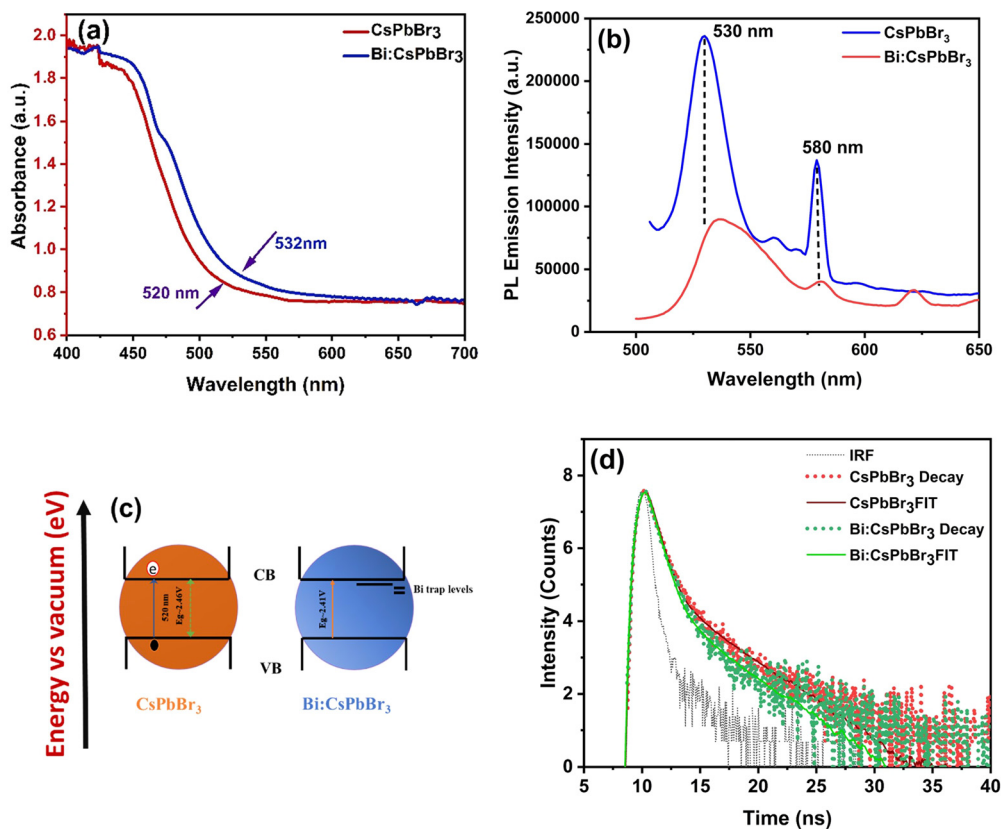 (a)
CsPbBr3
Bi:CsPbBr3
2.0
1.8
1.6
1.4
1.2
1.0
0.8
0.6
Absorbance (a.u.)
532nm
520 nm
400 450 500 550 600 650 700
Wavelength (nm)
(b)
530 nm
CsPbBr₃
Bi:CsPbBr₃
580 nm
250000
200000
150000
100000
50000
0
PL Emission Intensity (a.u.)
500 550 600 650
Wavelength (nm)
Energy vs vacuum (eV)
(c)
e
520 nm
Eg~2.46V
CB
VB
Eg~2.41V
Bi trap levels
CsPbBr₃
Bi:CsPbBr₃
(d)
IRF
CsPbBr₃ Decay
CsPbBr₃FIT
Bi:CsPbBr₃ Decay
Bi:CsPbBr₃FIT
8
6
4
2
0
Intensity (Counts)
5 10 15 20 25 30 35 40
Time (ns)